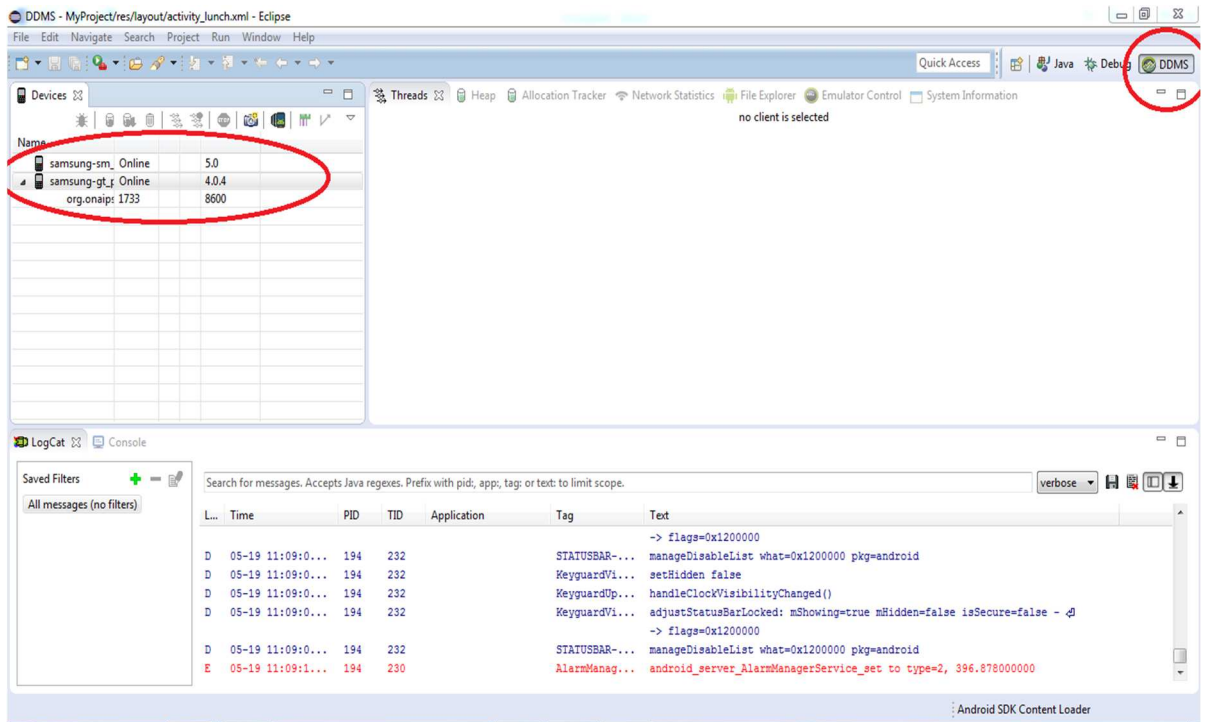 DDMS - MyProject/res/layout/activity_lunch.xml - Eclipse
File Edit Navigate Search Project Run Window Help
Quick Access Java Debug DDMS
Devices
Threads Heap Allocation Tracker Network Statistics File Explorer Emulator Control System Information
no client is selected
Name
samsung-sm_ Online 5.0
samsung-gt_p Online 4.0.4
org.onaips 1733 8600
LogCat Console
Saved Filters
All messages (no filters)
Search for messages. Accepts Java regexes. Prefix with pid:, app:, tag: or text: to limit scope.
verbose
L... Time PID TID Application Tag Text
-> flags=0x1200000
D 05-19 11:09:0... 194 232 STATUSBAR-... manageDisableList what=0x1200000 pkg=android
D 05-19 11:09:0... 194 232 KeyguardVi... setHidden false
D 05-19 11:09:0... 194 232 KeyguardUp... handleClockVisibilityChanged()
D 05-19 11:09:0... 194 232 KeyguardVi... adjustStatusBarLocked: mShowing=true mHidden=false isSecure=false -
-> flags=0x1200000
D 05-19 11:09:0... 194 232 STATUSBAR-... manageDisableList what=0x1200000 pkg=android
E 05-19 11:09:1... 194 230 AlarmManag... android_server_AlarmManagerService_set to type=2, 396.878000000
Android SDK Content Loader